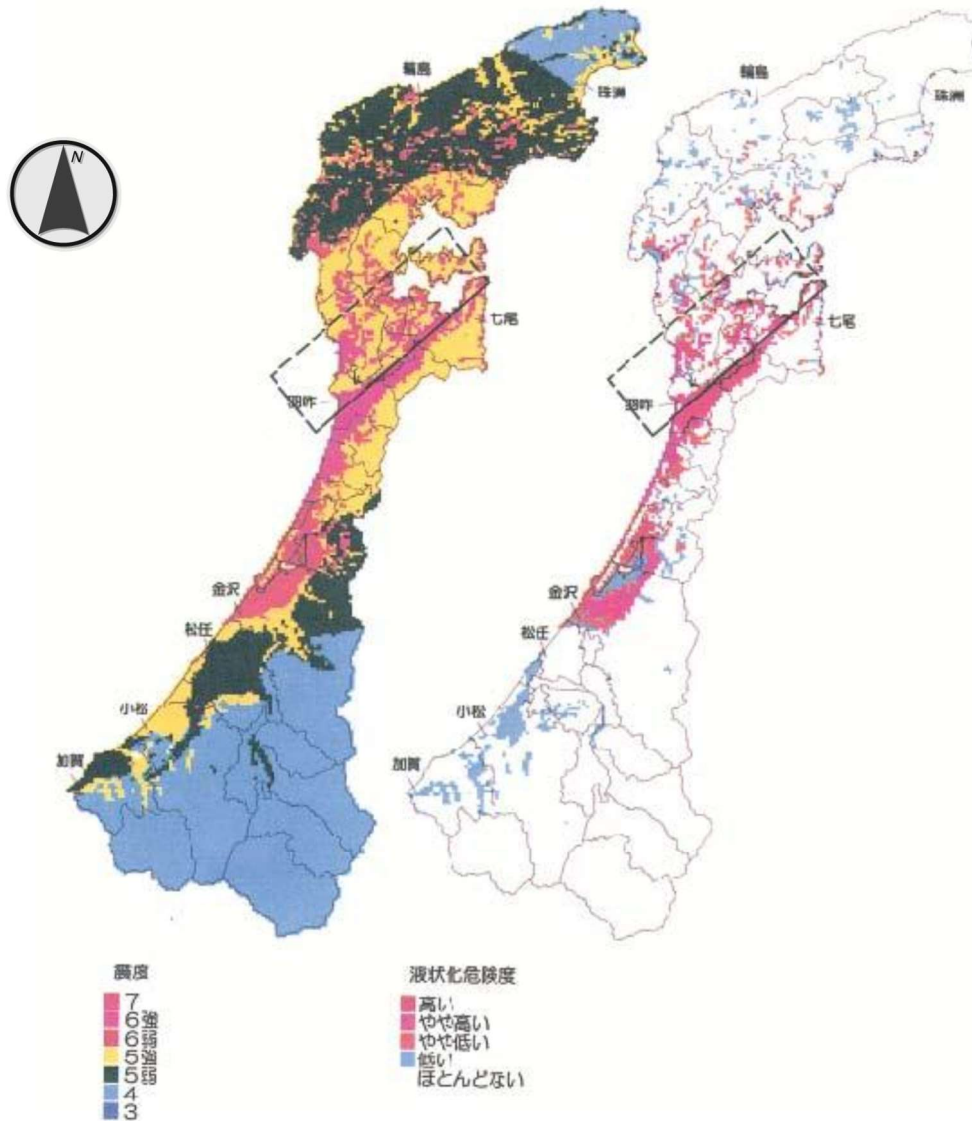 N
輪島
珠洲
七尾
羽咋
金沢
松任
小松
加賀
輪島
珠洲
七尾
羽咋
金沢
松任
小松
加賀
震度
7
6強
6弱
5強
5弱
4
3
液状化危険度
高い
やや高い
やや低い
低い
ほとんどない